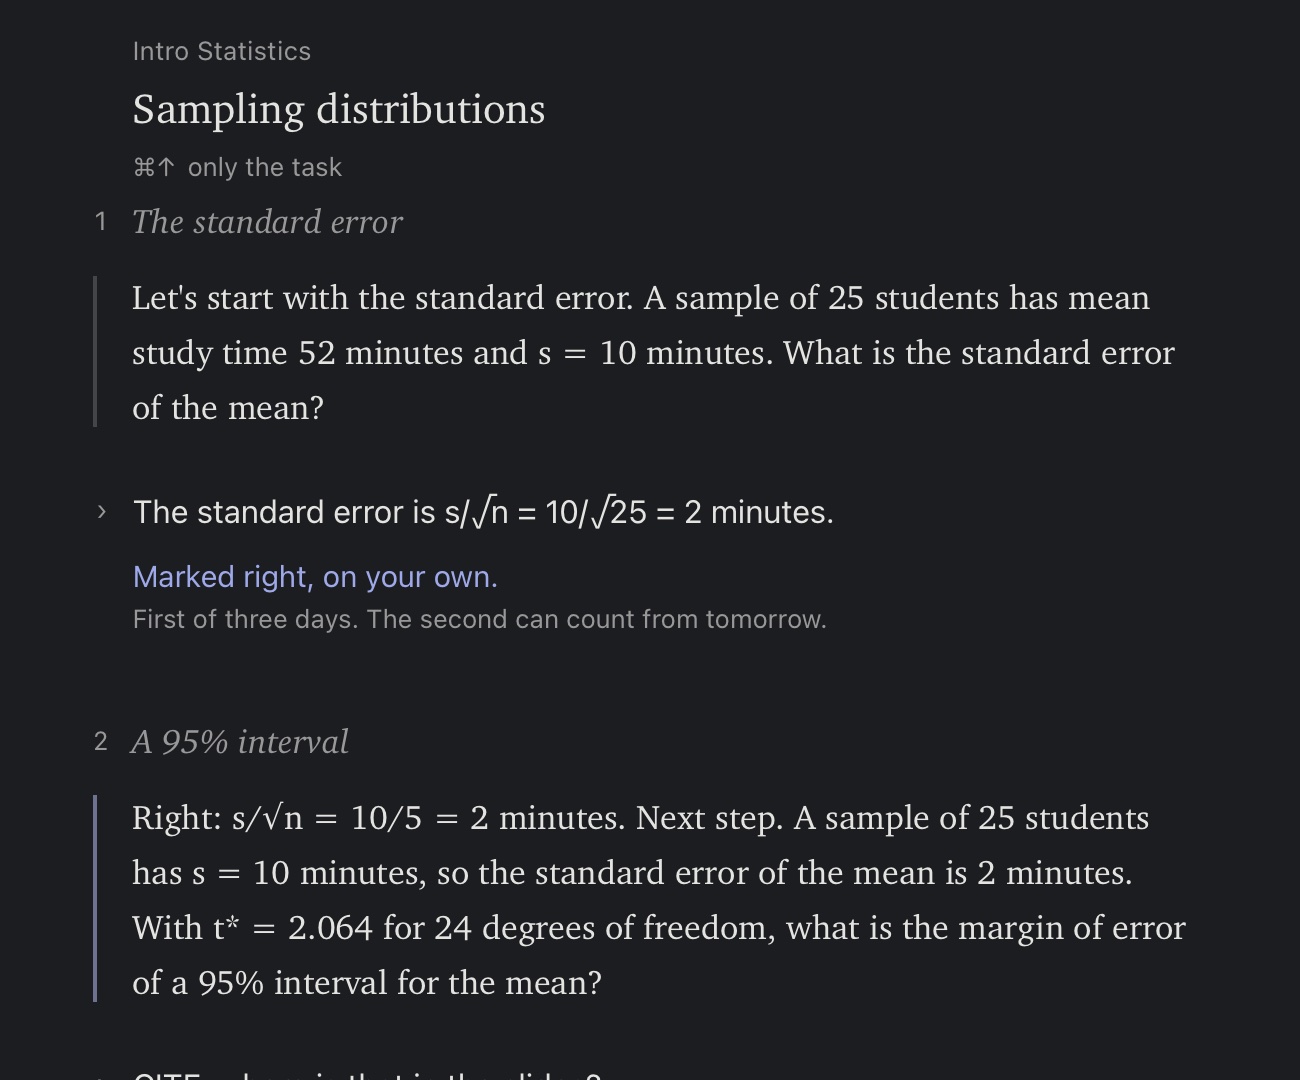 Intro Statistics
Sampling distributions
⌘↑ only the task
1 The standard error
Let's start with the standard error. A sample of 25 students has mean
study time 52 minutes and s = 10 minutes. What is the standard error
of the mean?
› The standard error is s/√n = 10/√25 = 2 minutes.
Marked right, on your own.
First of three days. The second can count from tomorrow.
2 A 95% interval
Right: s/√n = 10/5 = 2 minutes. Next step. A sample of 25 students
has s = 10 minutes, so the standard error of the mean is 2 minutes.
With t* = 2.064 for 24 degrees of freedom, what is the margin of error
of a 95% interval for the mean?